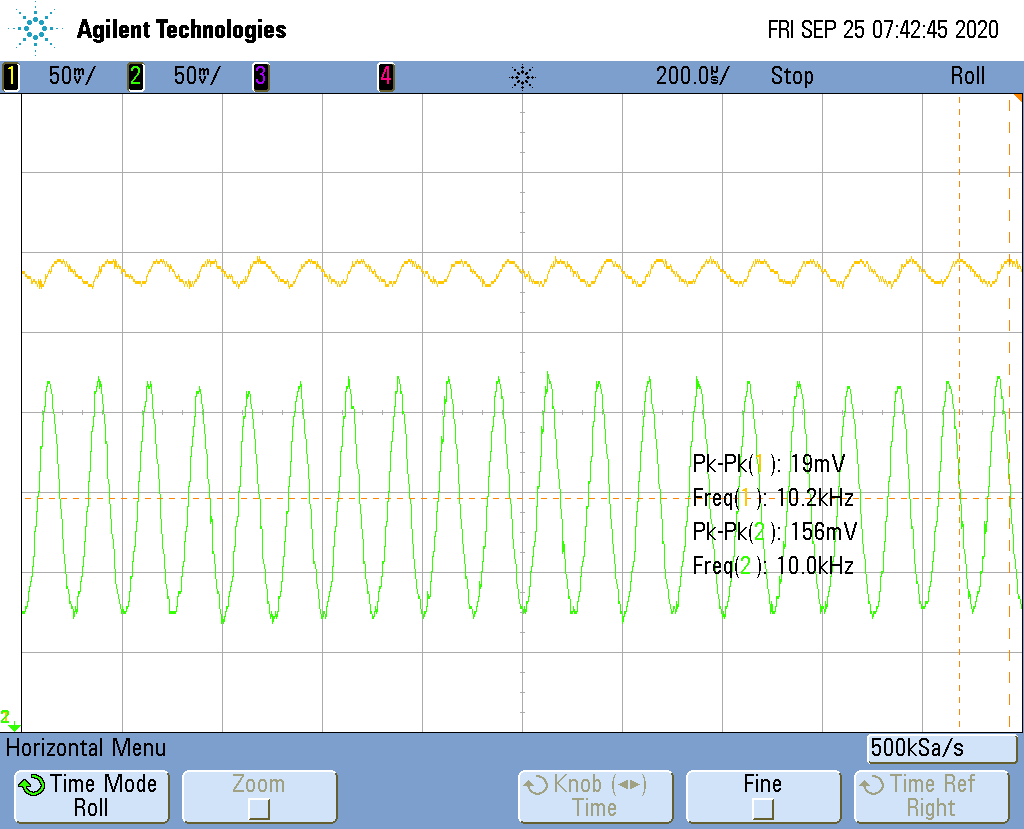 Agilent Technologies
FRI SEP 25 07:42:45 2020
1 50mV/ 2 50mV/ 3 4 200.0us/ Stop Roll
Pk-Pk(1): 19mV
Freq(1): 10.2kHz
Pk-Pk(2): 156mV
Freq(2): 10.0kHz
2
Horizontal Menu
500kSa/s
Time Mode
Roll
Zoom
Knob (◄►)
Time
Fine
Time Ref
Right